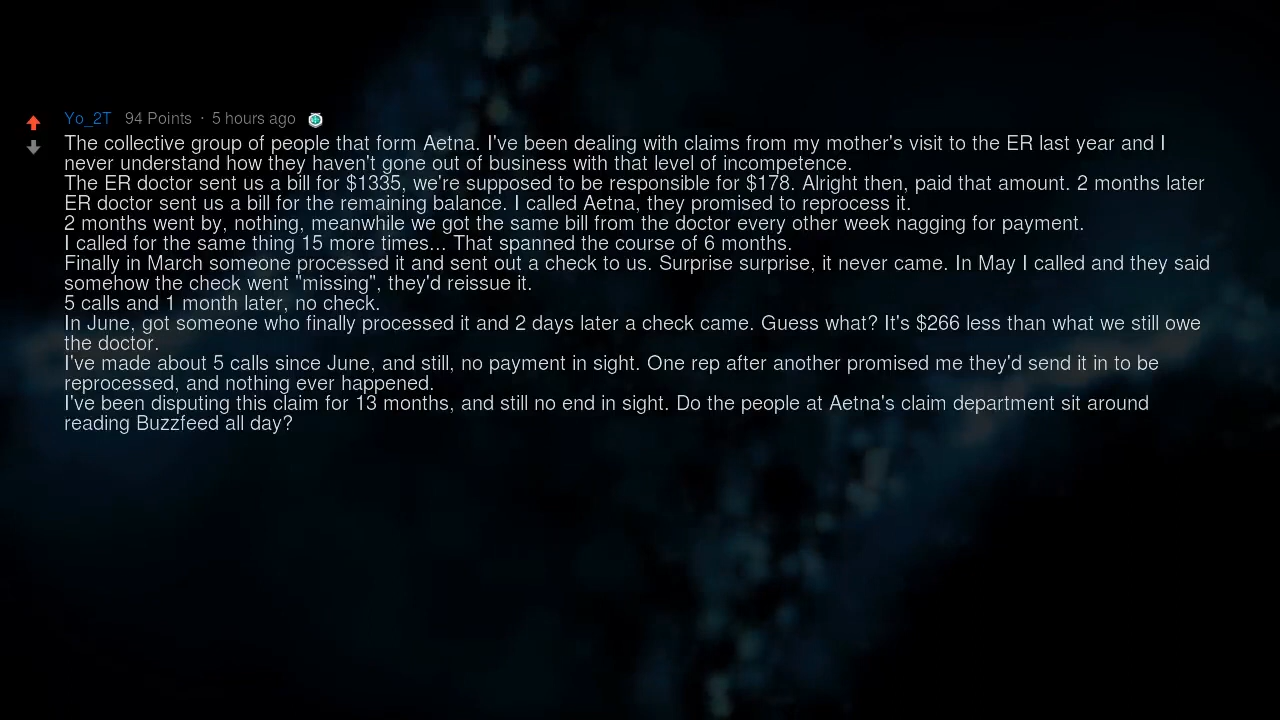 Yo_2T 94 Points · 5 hours ago
The collective group of people that form Aetna. I've been dealing with claims from my mother's visit to the ER last year and I
never understand how they haven't gone out of business with that level of incompetence.
The ER doctor sent us a bill for $1335, we're supposed to be responsible for $178. Alright then, paid that amount. 2 months later
ER doctor sent us a bill for the remaining balance. I called Aetna, they promised to reprocess it.
2 months went by, nothing, meanwhile we got the same bill from the doctor every other week nagging for payment.
I called for the same thing 15 more times... That spanned the course of 6 months.
Finally in March someone processed it and sent out a check to us. Surprise surprise, it never came. In May I called and they said
somehow the check went "missing", they'd reissue it.
5 calls and 1 month later, no check.
In June, got someone who finally processed it and 2 days later a check came. Guess what? It's $266 less than what we still owe
the doctor.
I've made about 5 calls since June, and still, no payment in sight. One rep after another promised me they'd send it in to be
reprocessed, and nothing ever happened.
I've been disputing this claim for 13 months, and still no end in sight. Do the people at Aetna's claim department sit around
reading Buzzfeed all day?